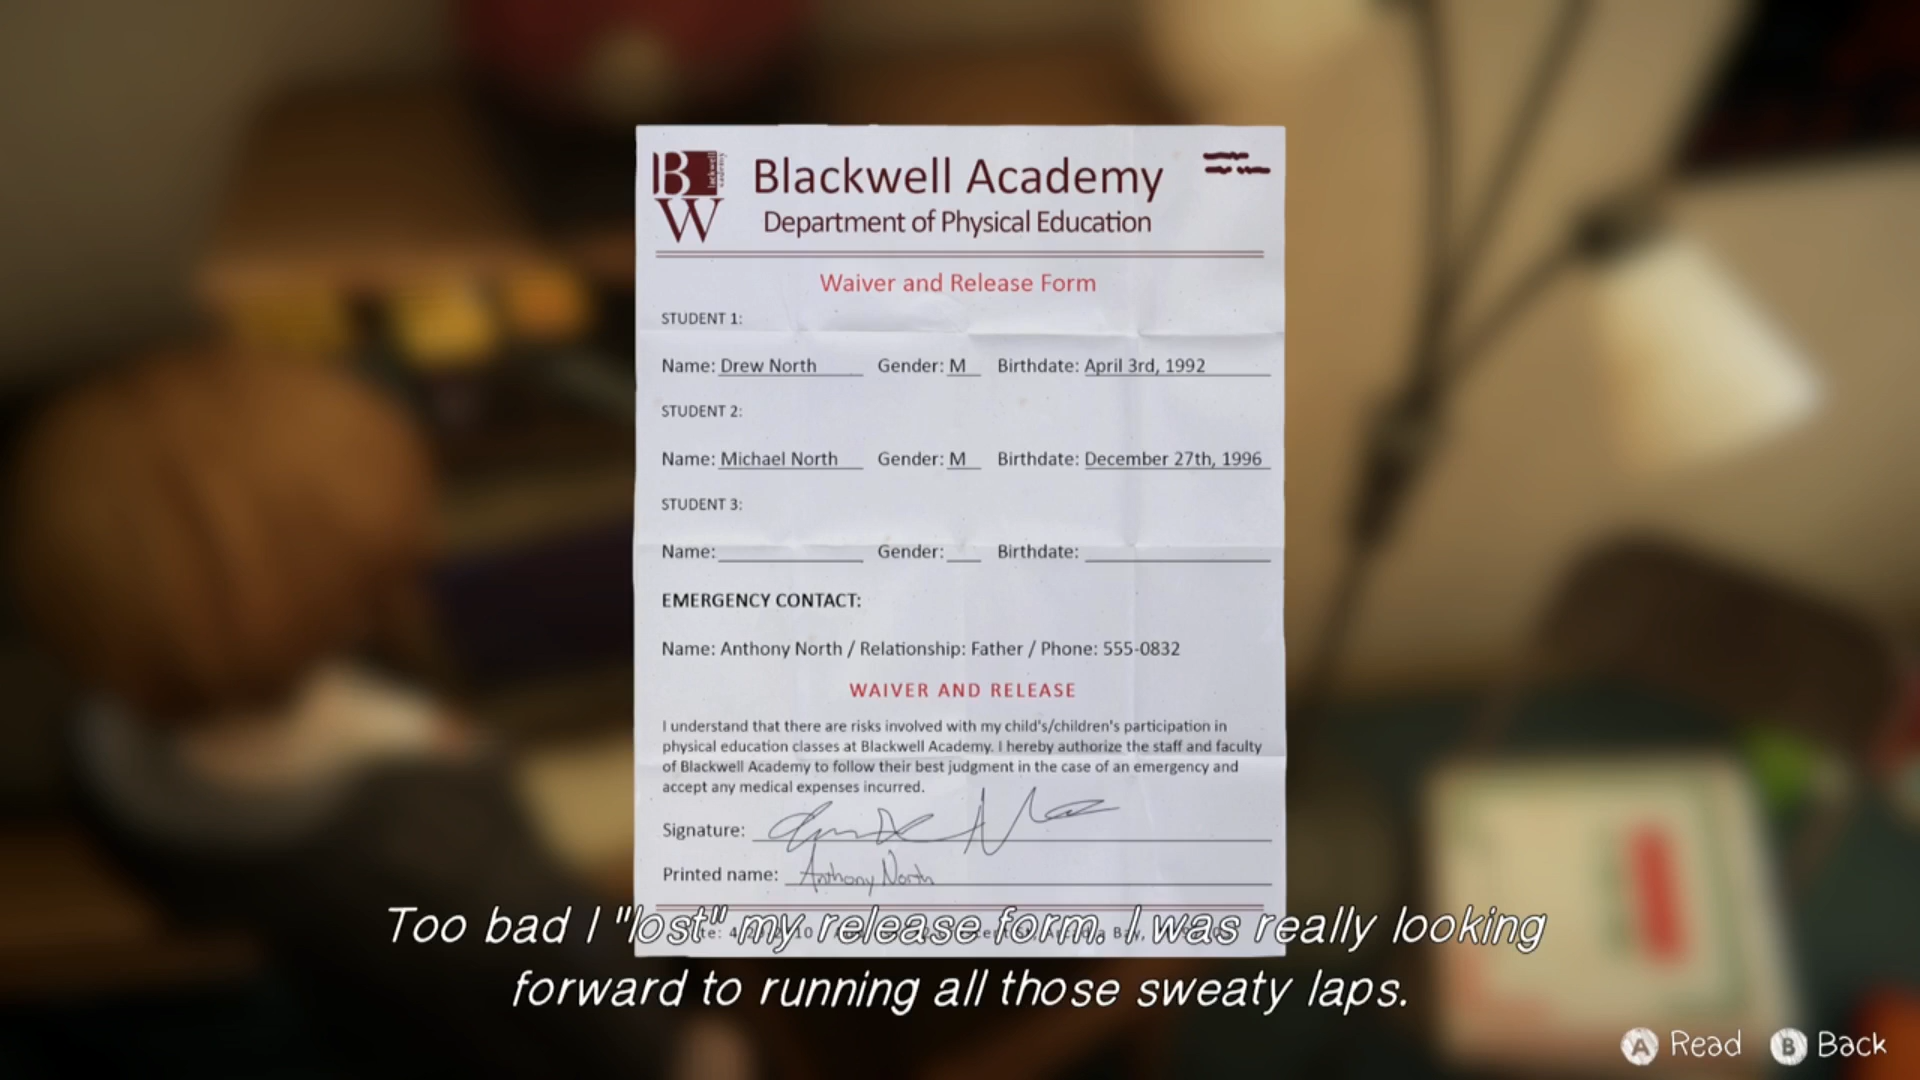 B
W
Blackwell
Academy
Blackwell Academy
Department of Physical Education
Waiver and Release Form
STUDENT 1:
Name: Drew North Gender: M Birthdate: April 3rd, 1992
STUDENT 2:
Name: Michael North Gender: M Birthdate: December 27th, 1996
STUDENT 3:
Name: Gender: Birthdate:
EMERGENCY CONTACT:
Name: Anthony North / Relationship: Father / Phone: 555-0832
WAIVER AND RELEASE
I understand that there are risks involved with my child's/children's participation in
physical education classes at Blackwell Academy. I hereby authorize the staff and faculty
of Blackwell Academy to follow their best judgment in the case of an emergency and
accept any medical expenses incurred.
Signature:
Printed name: Anthony North
Too bad I "lost" my release form. I was really looking
forward to running all those sweaty laps.
A Read B Back